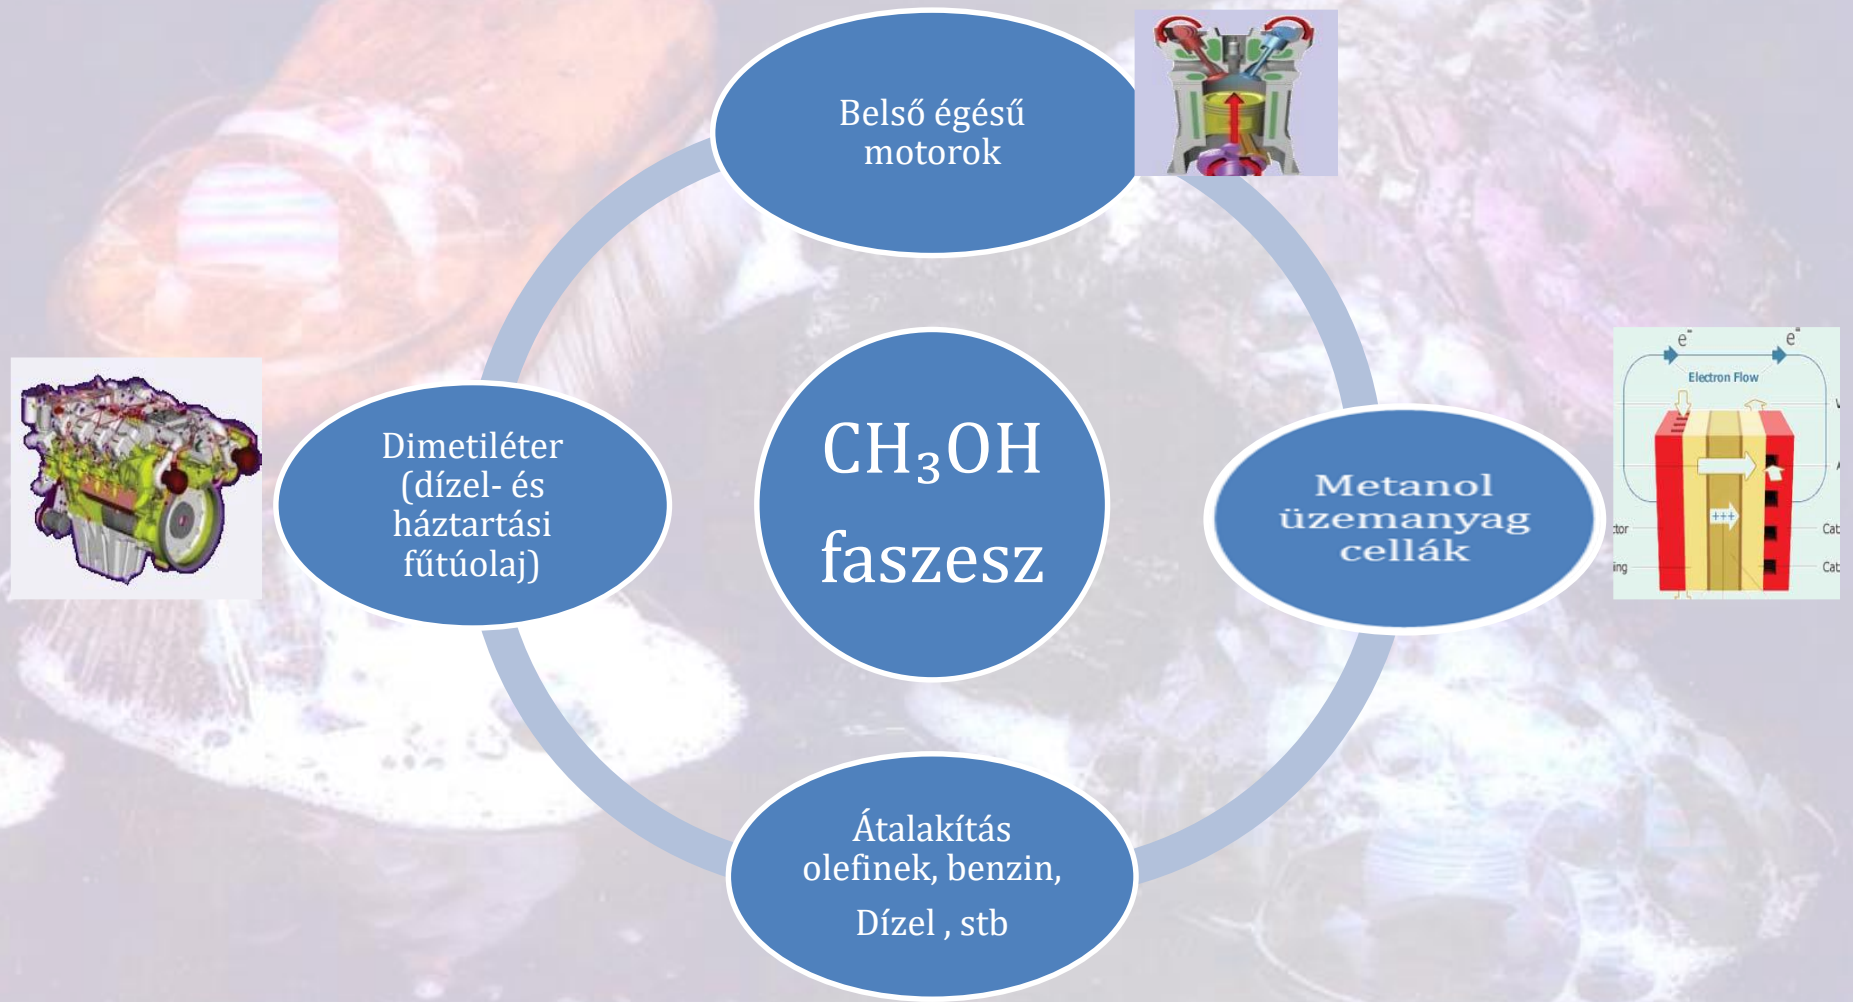 Belső égésű
motorok
CH₃OH
faszesz
Metanol
üzemanyag
cellák
e⁻ e⁻
Electron Flow
+++
Átalakítás
olefinek, benzin,
Dízel , stb
Dimetiléter
(dízel- és
háztartási
fűtúolaj)